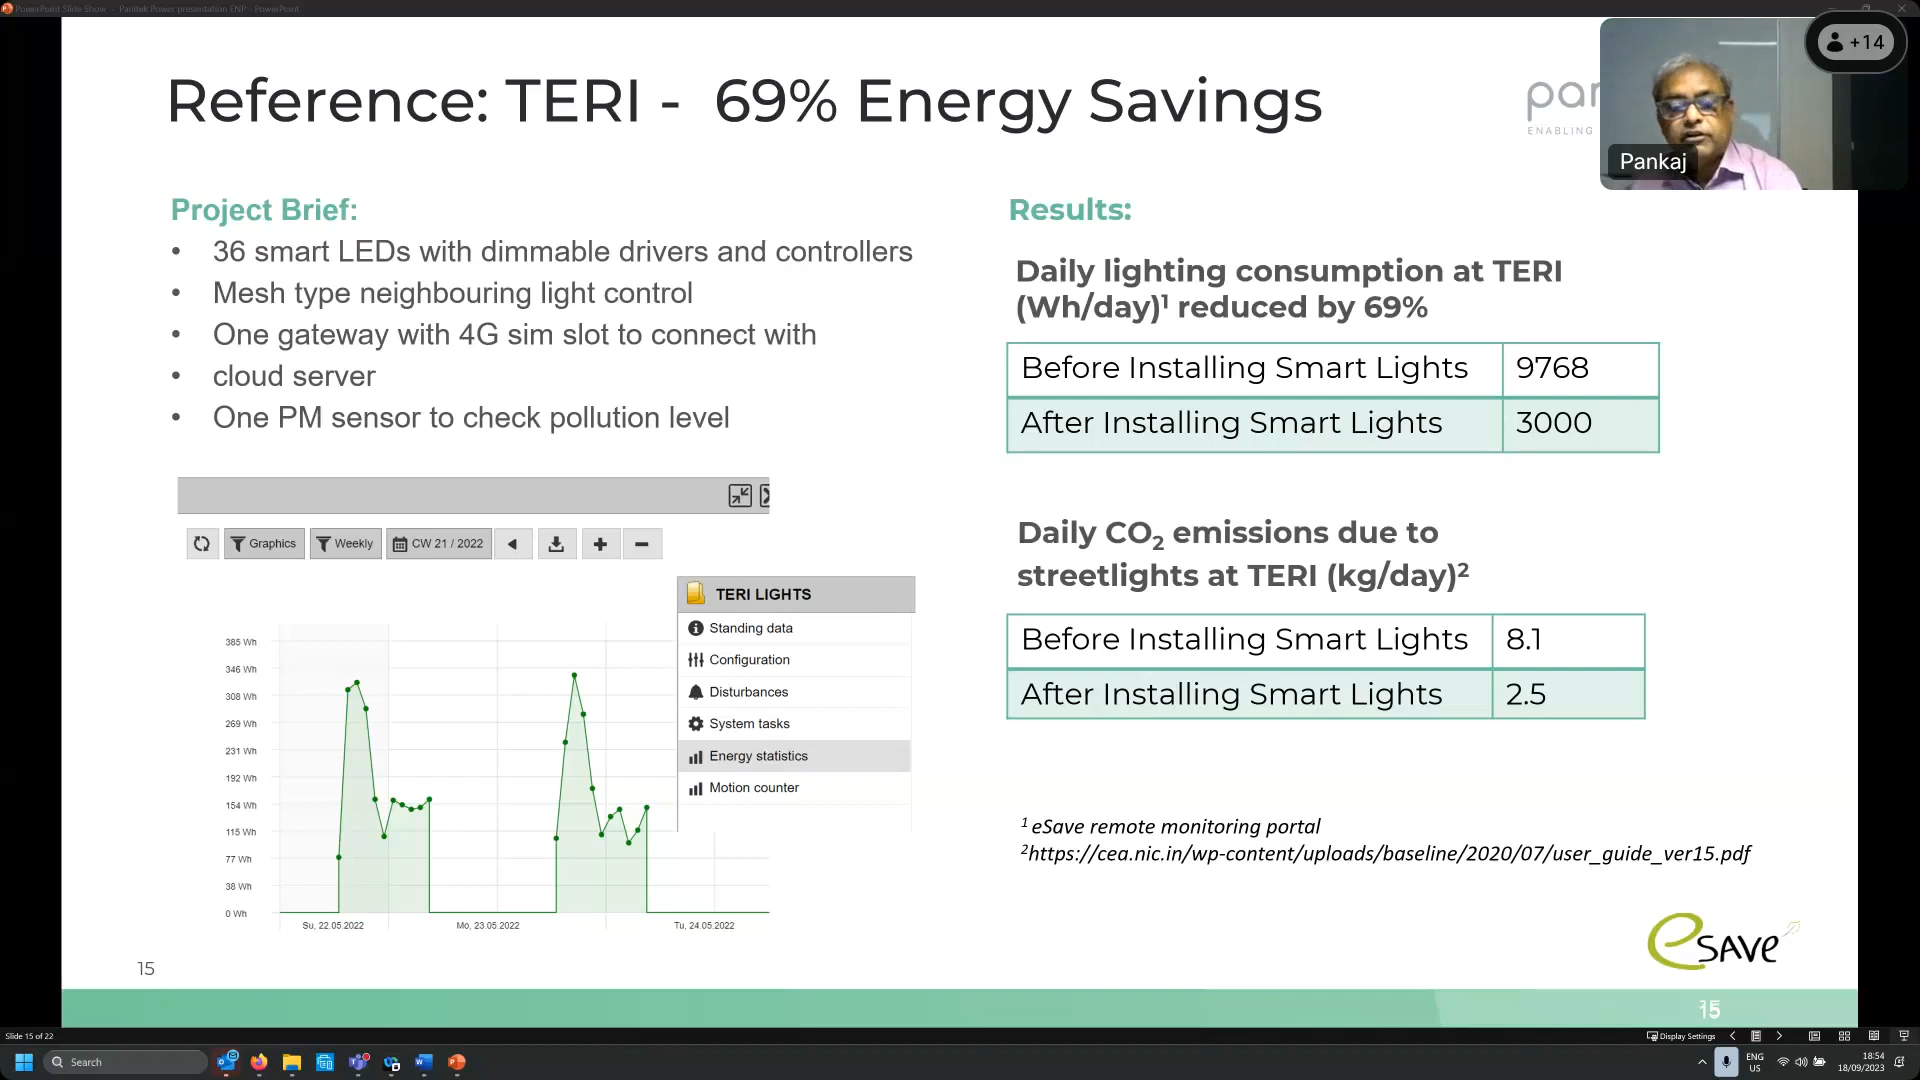 PowerPoint Slide Show - Panitek Power presentation ENP - PowerPoint
+14
Reference: TERI - 69% Energy Savings
ENABLING
Pankaj
Project Brief:
• 36 smart LEDs with dimmable drivers and controllers
• Mesh type neighbouring light control
• One gateway with 4G sim slot to connect with
• cloud server
• One PM sensor to check pollution level
Results:
Daily lighting consumption at TERI
(Wh/day)¹ reduced by 69%
Before Installing Smart Lights 9768
After Installing Smart Lights 3000
Daily CO₂ emissions due to
streetlights at TERI (kg/day)²
Before Installing Smart Lights 8.1
After Installing Smart Lights 2.5
¹ eSave remote monitoring portal
²https://cea.nic.in/wp-content/uploads/baseline/2020/07/user_guide_ver15.pdf
Graphics Weekly CW 21 / 2022
TERI LIGHTS
Standing data
Configuration
Disturbances
System tasks
Energy statistics
Motion counter
385 Wh
346 Wh
308 Wh
269 Wh
231 Wh
192 Wh
154 Wh
115 Wh
77 Wh
38 Wh
0 Wh
Su, 22.05.2022 Mo, 23.05.2022 Tu, 24.05.2022
eSAVE
15
15
Slide 15 of 22
Display Settings
Search
ENG
US
18:54
18/09/2023